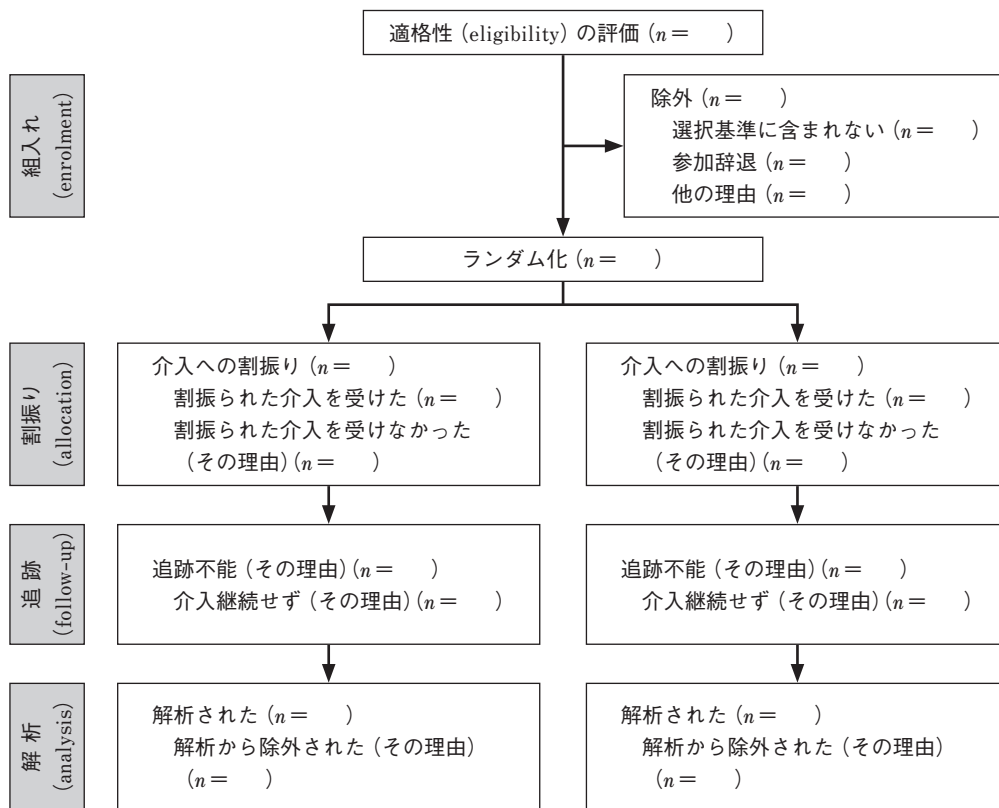 適格性 (eligibility) の評価 (n＝　　)
組入れ
(enrolment)
除外 (n＝　　)
選択基準に含まれない (n＝　　)
参加辞退 (n＝　　)
他の理由 (n＝　　)
ランダム化 (n＝　　)
割振り
(allocation)
介入への割振り (n＝　　)
割振られた介入を受けた (n＝　　)
割振られた介入を受けなかった
(その理由) (n＝　　)
介入への割振り (n＝　　)
割振られた介入を受けた (n＝　　)
割振られた介入を受けなかった
(その理由) (n＝　　)
追 跡
(follow-up)
追跡不能 (その理由) (n＝　　)
介入継続せず (その理由) (n＝　　)
追跡不能 (その理由) (n＝　　)
介入継続せず (その理由) (n＝　　)
解 析
(analysis)
解析された (n＝　　)
解析から除外された (その理由)
(n＝　　)
解析された (n＝　　)
解析から除外された (その理由)
(n＝　　)